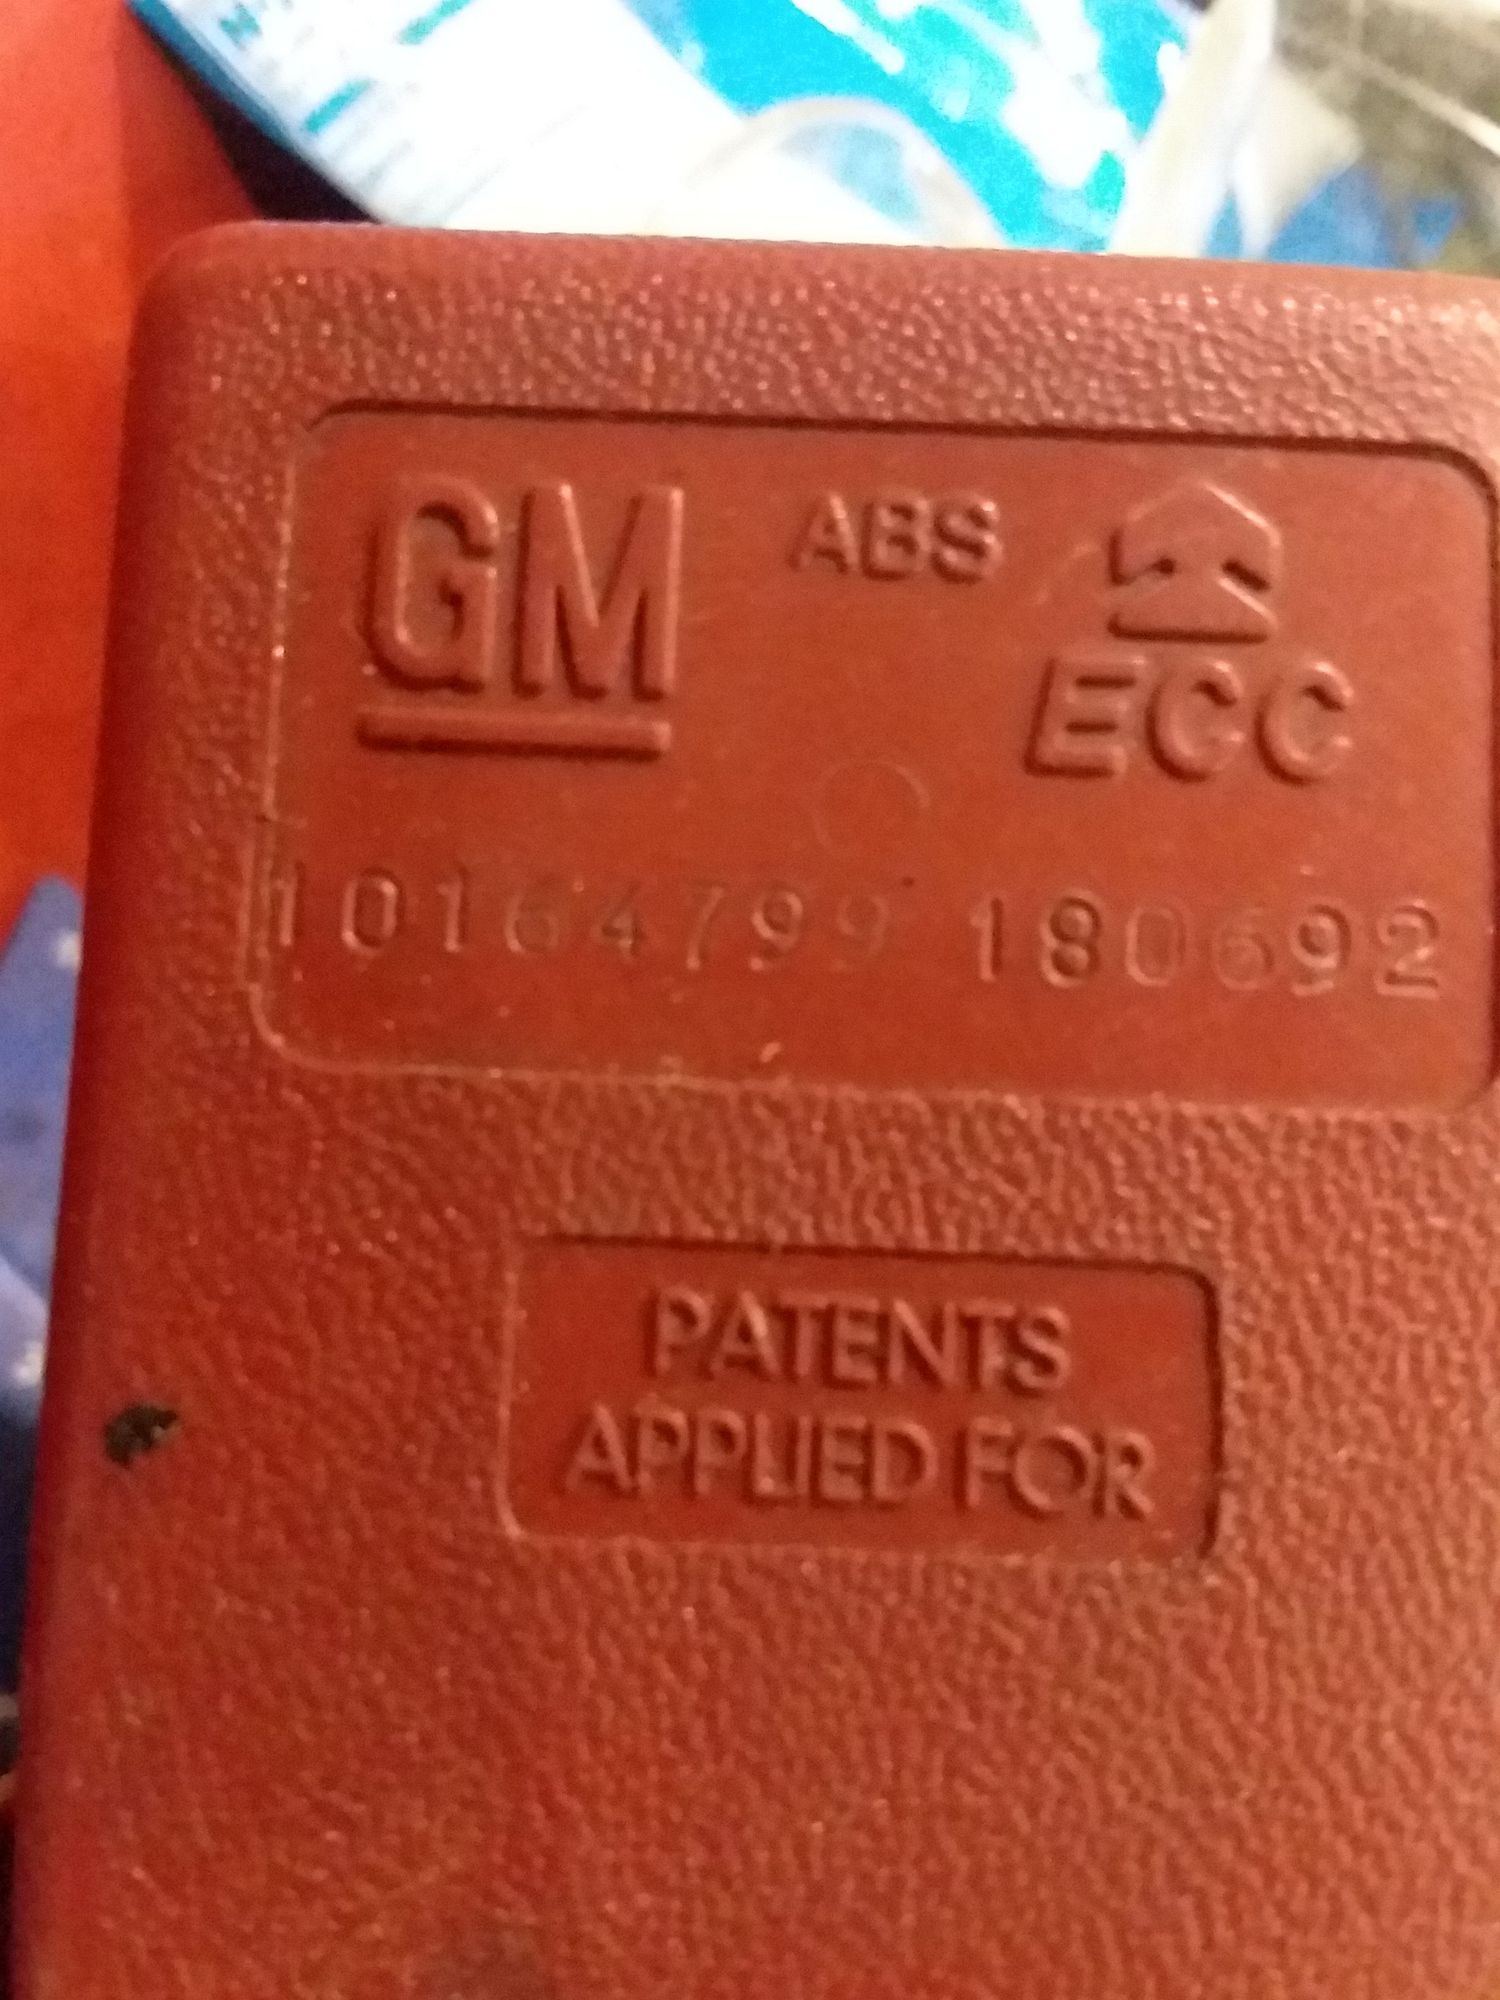 GM ABS
ECC
10164799 180692
PATENTS
APPLIED FOR